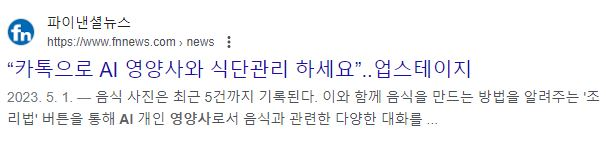 fn
파이낸셜뉴스
https://www.fnnews.com › news
“카톡으로 AI 영양사와 식단관리 하세요”..업스테이지
2023. 5. 1. — 음식 사진은 최근 5건까지 기록된다. 이와 함께 음식을 만드는 방법을 알려주는 '조
리법' 버튼을 통해 AI 개인 영양사로서 음식과 관련한 다양한 대화를 ...